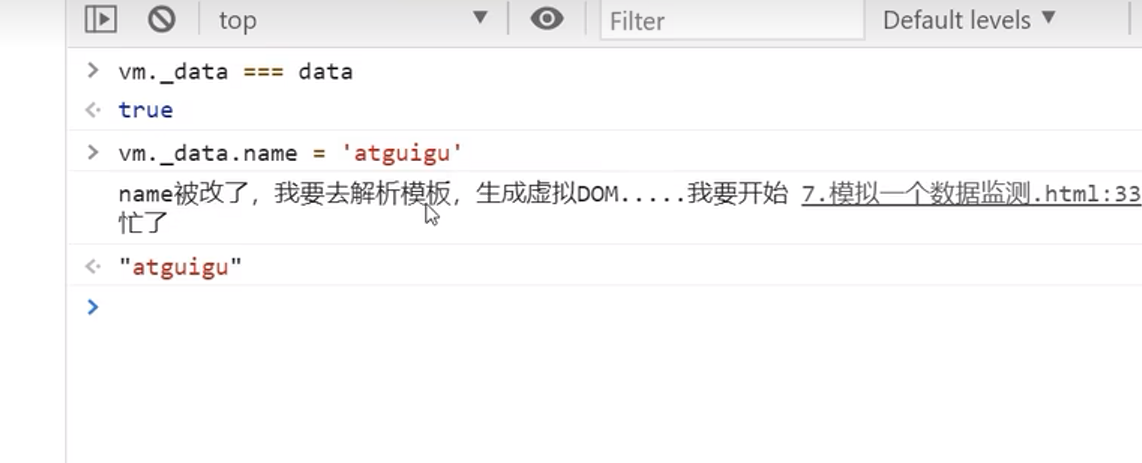 top Filter Default levels
vm._data === data
true
vm._data.name = 'atguigu'
name被改了，我要去解析模板，生成虚拟DOM.....我要开始 7.模拟一个数据监测.html:33
忙了
"atguigu"